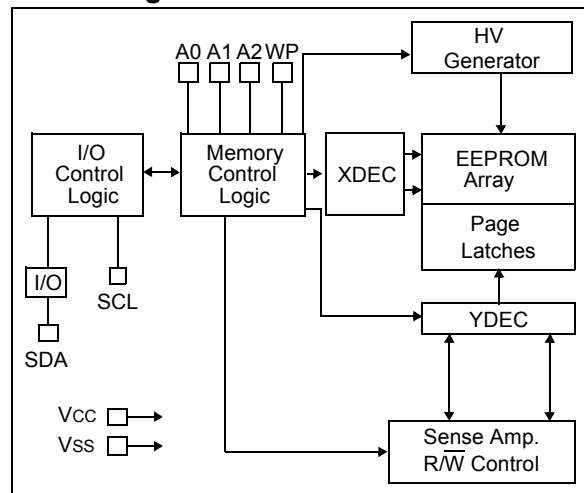 A0 A1 A2 WP
HV
Generator
I/O
Control
Logic
Memory
Control
Logic
XDEC
EEPROM
Array
Page
Latches
I/O
SCL
SDA
YDEC
VCC
VSS
Sense Amp.
R/W̅ Control